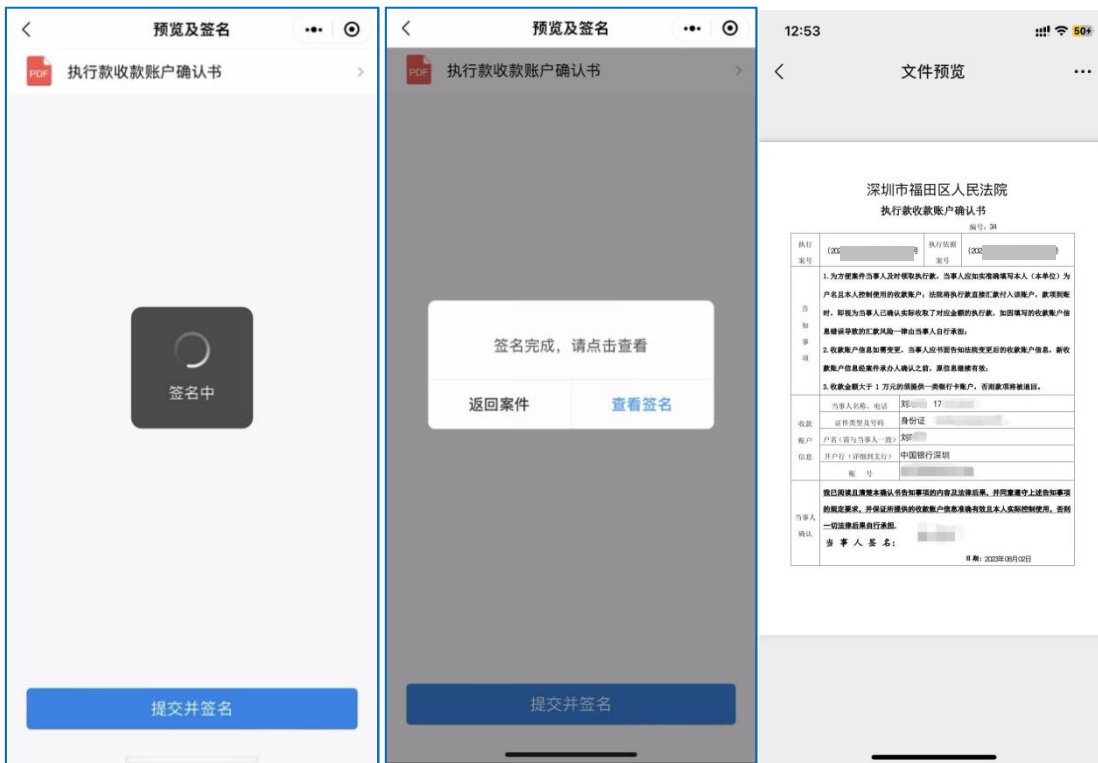 预览及签名
PDF
执行款收款账户确认书
签名中
提交并签名
预览及签名
PDF
执行款收款账户确认书
签名完成，请点击查看
返回案件
查看签名
提交并签名
12:53
50
文件预览
深圳市福田区人民法院
执行款收款账户确认书
编号：34
执行案号
(202
号
执行依据案号
(202
号
告知事项
1.为方便案件当事人及时领取执行款，当事人应如实准确填写本人（本单位）为
户名且本人控制使用的收款账户；法院将执行款直接汇款付入该账户，款项到账
时，即视为当事人已确认实际收取了对应金额的执行款，如因填写的收款账户信
息错误导致的汇款风险一律由当事人自行承担；
2.收款账户信息如需变更，当事人应书面告知法院变更后的收款账户信息，新收
款账户信息经案件承办人确认之前，原信息继续有效；
3.收款金额大于 1 万元的须提供一类银行卡账户，否则款项将被退回。
收款账户信息
当事人名称、电话
刘
17
证件类型及号码
身份证
户名（需与当事人一致）
刘
开户行（详细到支行）
中国银行深圳
账 号
当事人确认
我已阅读且清楚本确认书告知事项的内容及法律后果，并同意遵守上述告知事项
的规定要求，并保证所提供的收款账户信息准确有效且本人实际控制使用，否则
一切法律后果自行承担。
当 事 人 签 名：
日期：2023年08月02日